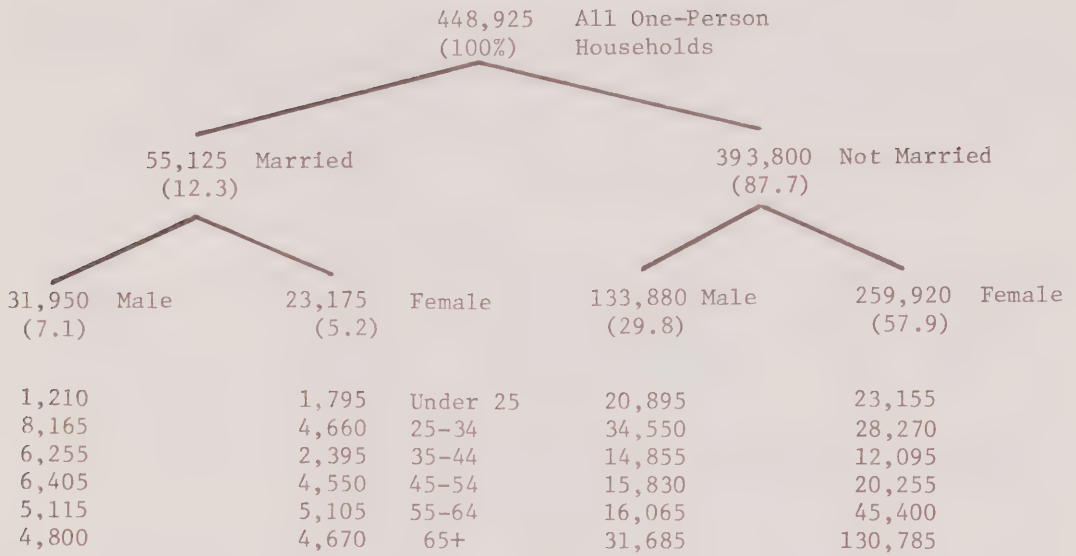 448,925 All One-Person
(100%) Households
55,125 Married 393,800 Not Married
(12.3) (87.7)
31,950 Male 23,175 Female 133,880 Male 259,920 Female
(7.1) (5.2) (29.8) (57.9)
1,210 1,795 Under 25 20,895 23,155
8,165 4,660 25-34 34,550 28,270
6,255 2,395 35-44 14,855 12,095
6,405 4,550 45-54 15,830 20,255
5,115 5,105 55-64 16,065 45,400
4,800 4,670 65+ 31,685 130,785